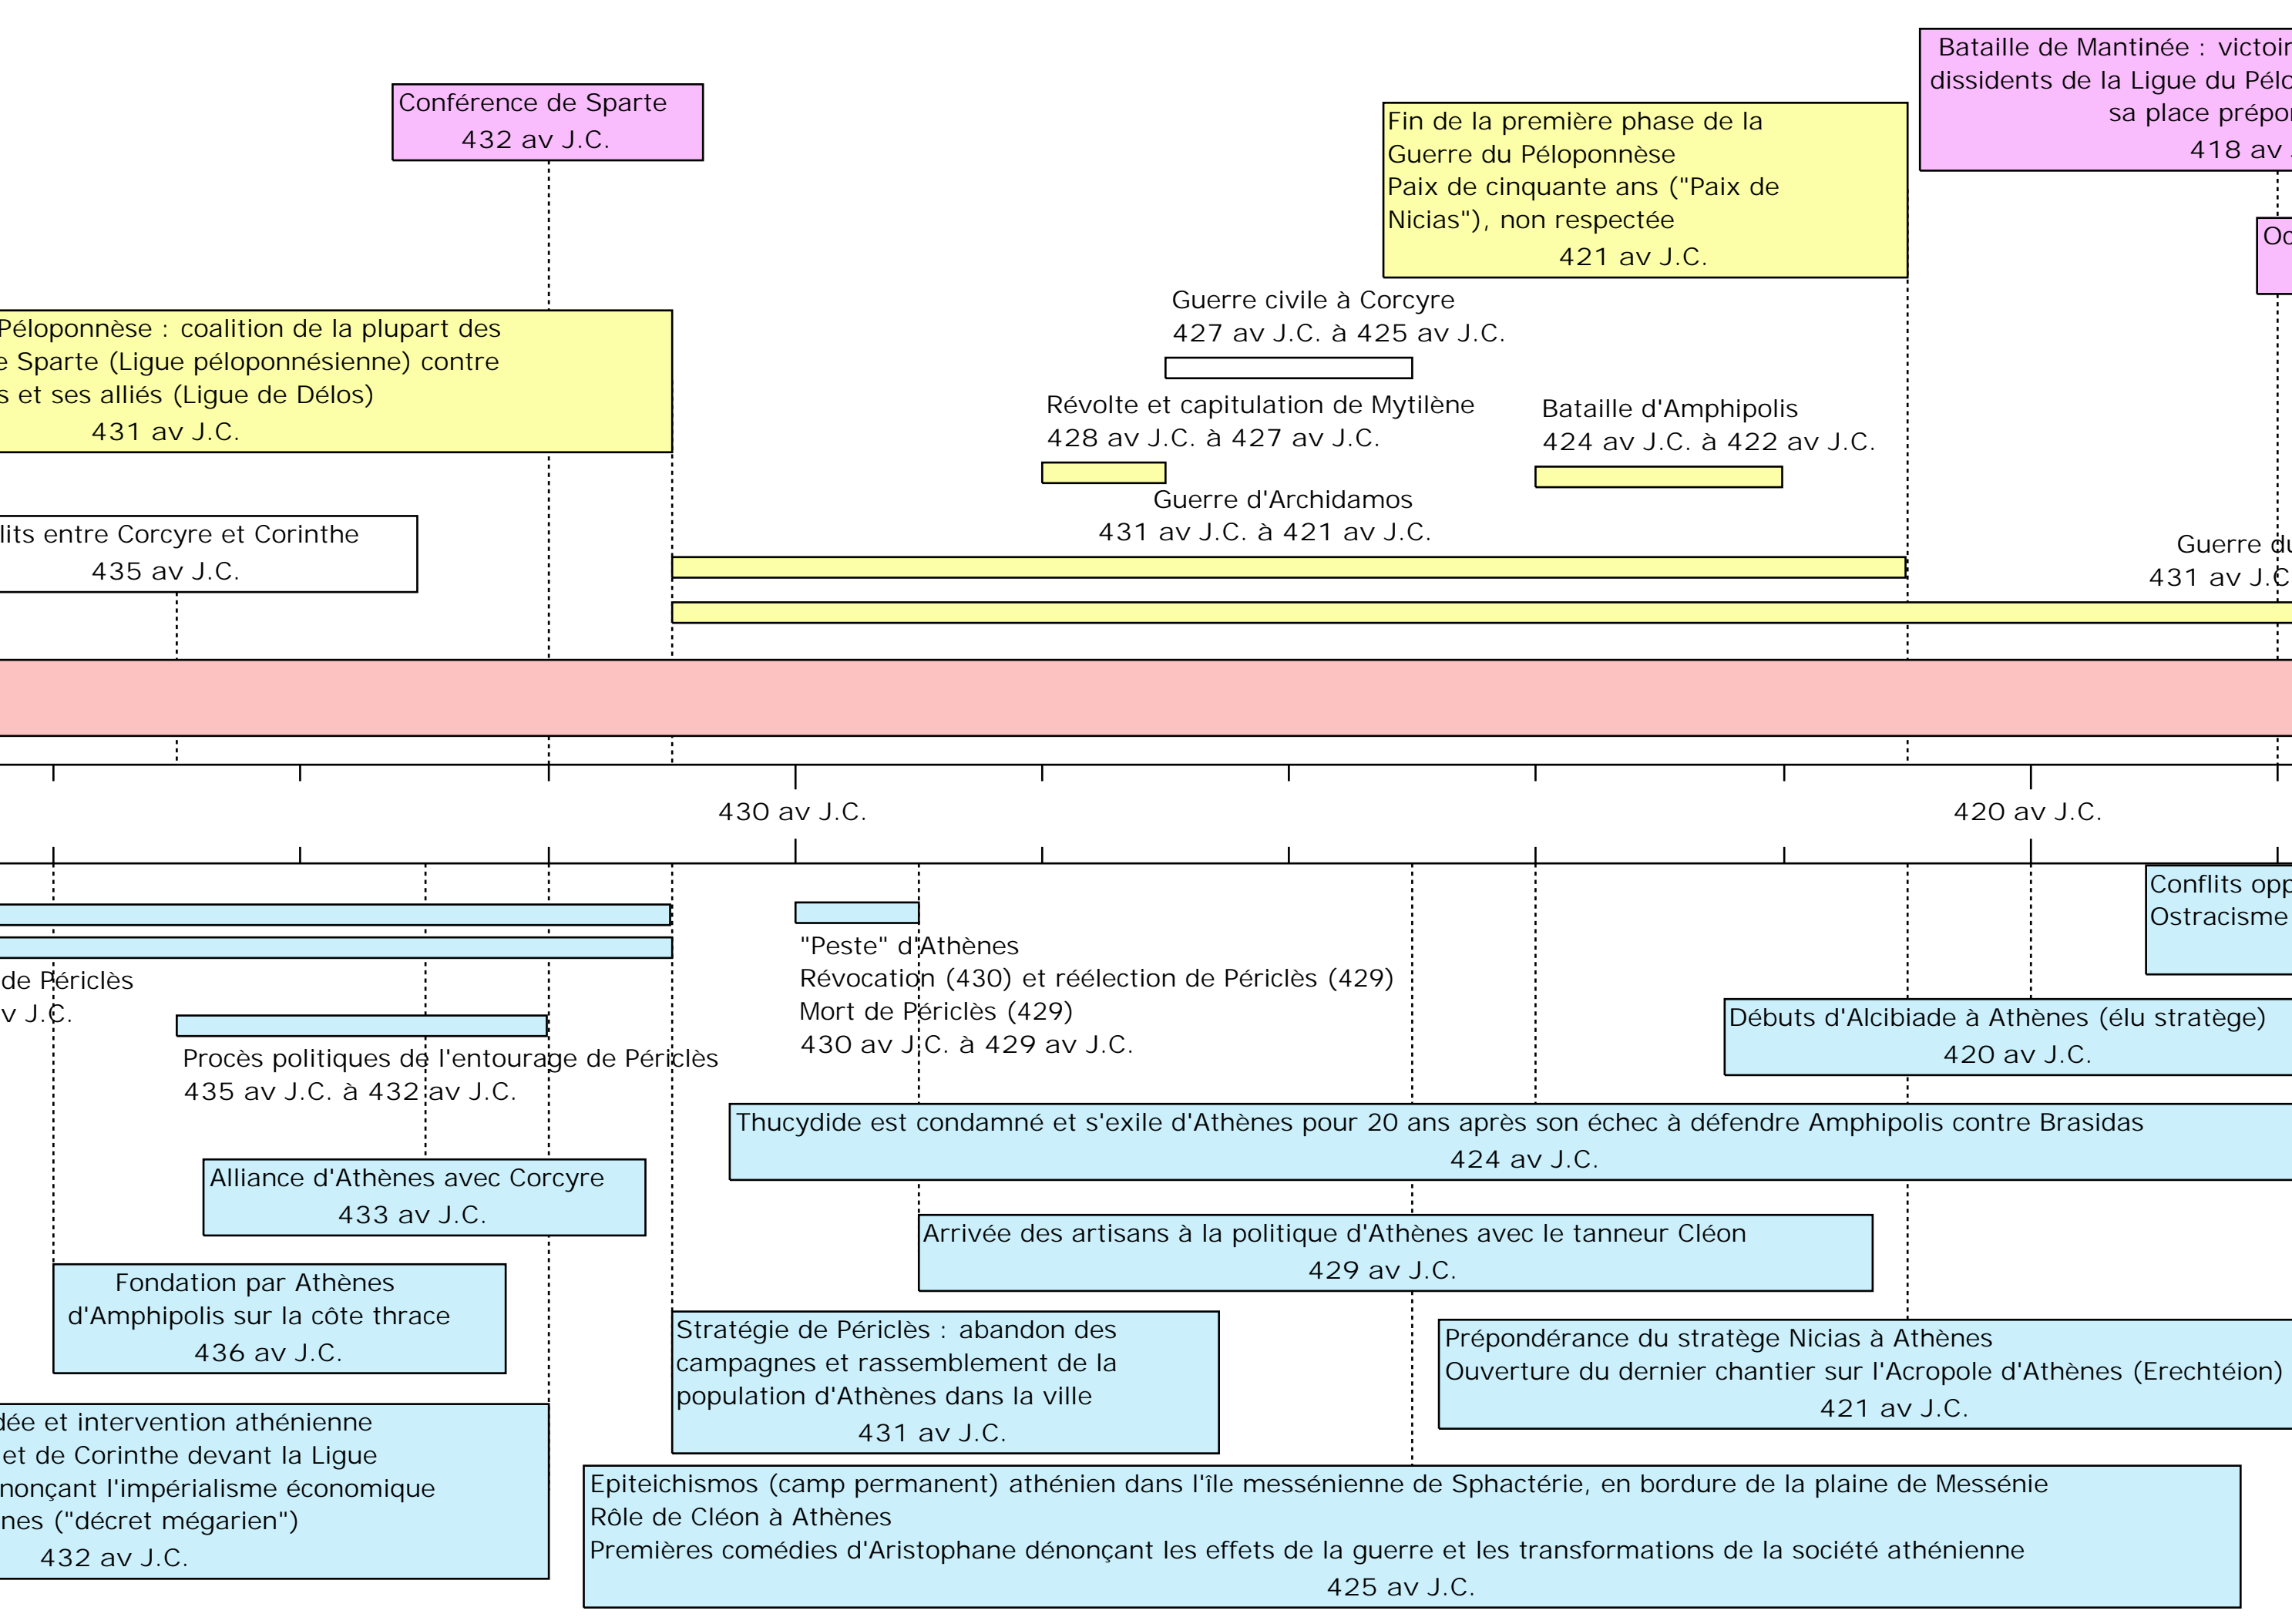 Bataille de Mantinée : victoir
dissidents de la Ligue du Pélo
sa place prépo
418 av
Conférence de Sparte
432 av J.C.
Fin de la première phase de la
Guerre du Péloponnèse
Paix de cinquante ans ("Paix de
Nicias"), non respectée
421 av J.C.
Oc
Guerre civile à Corcyre
427 av J.C. à 425 av J.C.
Péloponnèse : coalition de la plupart des
e Sparte (Ligue péloponnésienne) contre
s et ses alliés (Ligue de Délos)
431 av J.C.
Révolte et capitulation de Mytilène
428 av J.C. à 427 av J.C.
Bataille d'Amphipolis
424 av J.C. à 422 av J.C.
Guerre d'Archidamos
431 av J.C. à 421 av J.C.
lits entre Corcyre et Corinthe
435 av J.C.
Guerre du
431 av J.C
430 av J.C.
420 av J.C.
Conflits opp
Ostracisme
"Peste" d'Athènes
Révocation (430) et réélection de Périclès (429)
Mort de Périclès (429)
430 av J.C. à 429 av J.C.
de Périclès
v J.C.
Débuts d'Alcibiade à Athènes (élu stratège)
420 av J.C.
Procès politiques de l'entourage de Périclès
435 av J.C. à 432 av J.C.
Thucydide est condamné et s'exile d'Athènes pour 20 ans après son échec à défendre Amphipolis contre Brasidas
424 av J.C.
Alliance d'Athènes avec Corcyre
433 av J.C.
Arrivée des artisans à la politique d'Athènes avec le tanneur Cléon
429 av J.C.
Fondation par Athènes
d'Amphipolis sur la côte thrace
436 av J.C.
Stratégie de Périclès : abandon des
campagnes et rassemblement de la
population d'Athènes dans la ville
431 av J.C.
Prépondérance du stratège Nicias à Athènes
Ouverture du dernier chantier sur l'Acropole d'Athènes (Erechtéion)
421 av J.C.
dée et intervention athénienne
et de Corinthe devant la Ligue
nonçant l'impérialisme économique
nes ("décret mégarien")
432 av J.C.
Epiteichismos (camp permanent) athénien dans l'île messénienne de Sphactérie, en bordure de la plaine de Messénie
Rôle de Cléon à Athènes
Premières comédies d'Aristophane dénonçant les effets de la guerre et les transformations de la société athénienne
425 av J.C.